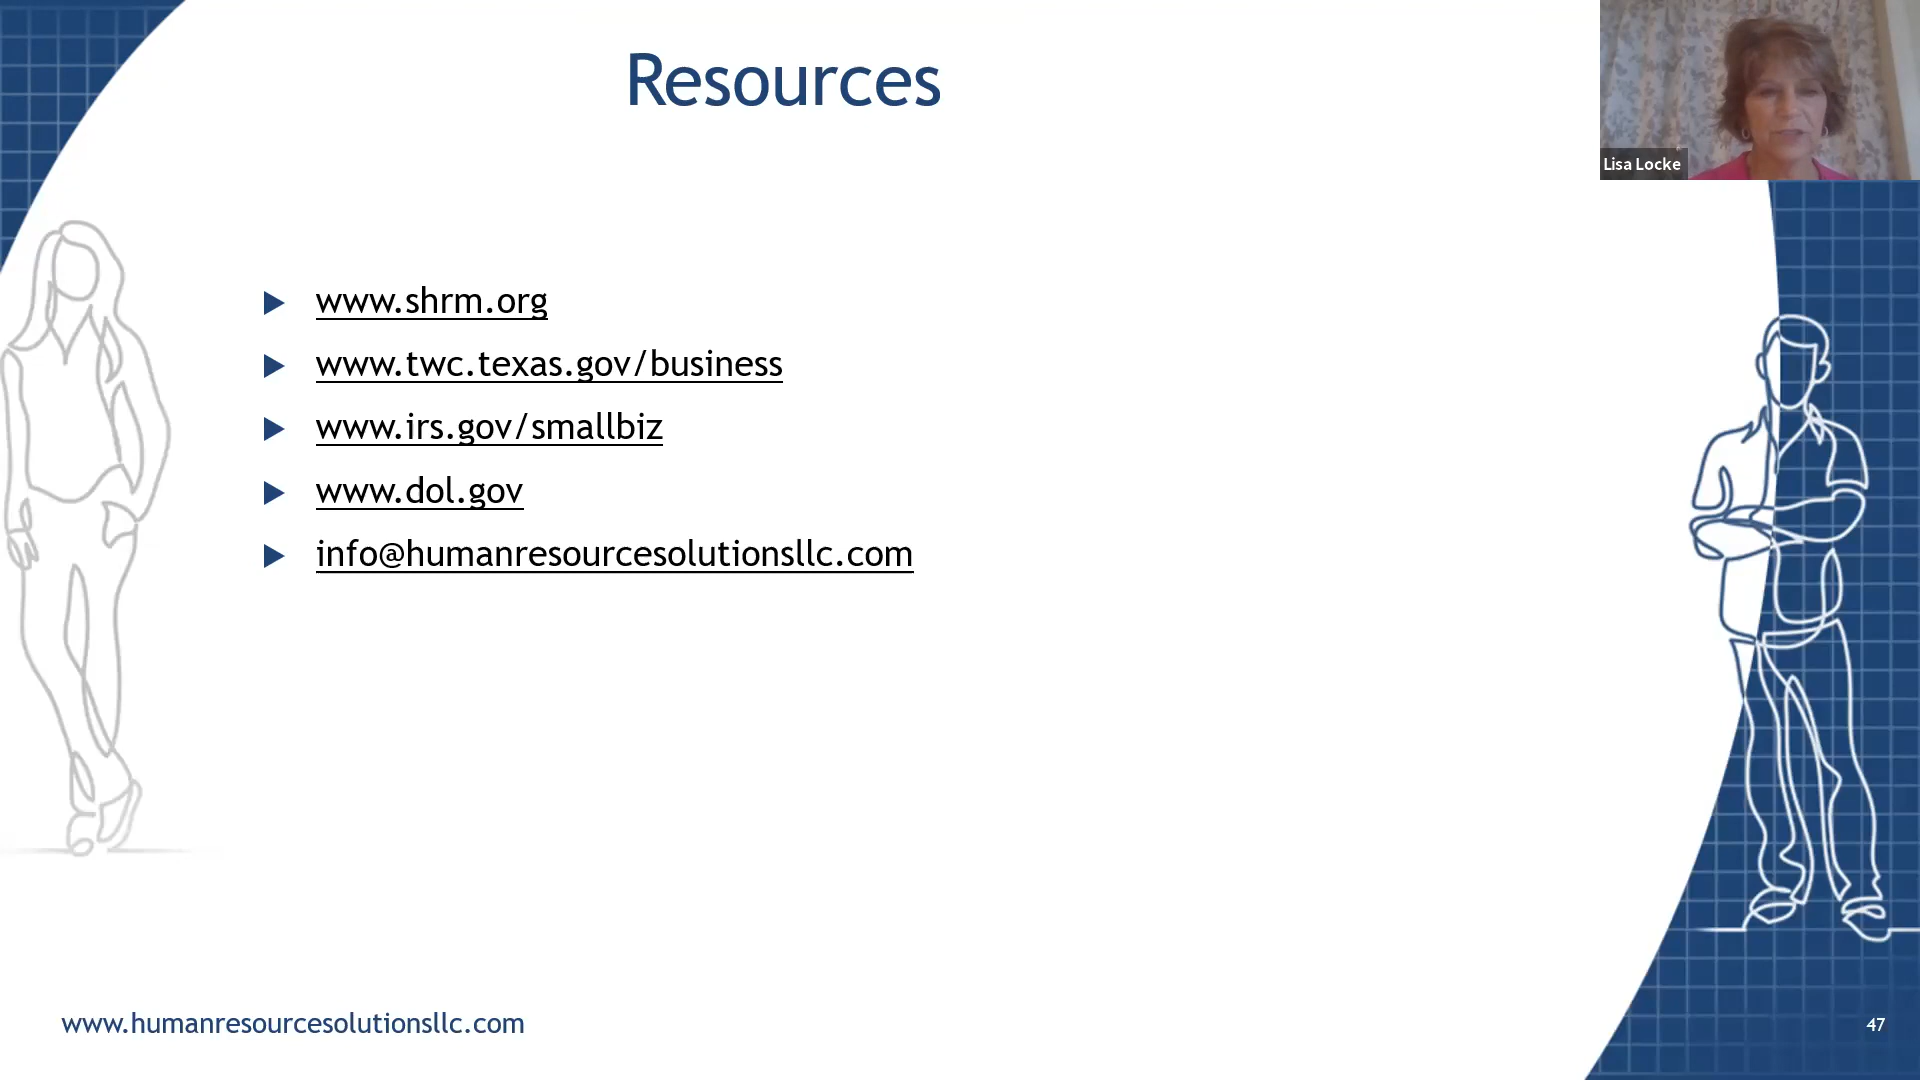 Resources
Lisa Locke
www.shrm.org
www.twc.texas.gov/business
www.irs.gov/smallbiz
www.dol.gov
info@humanresourcesolutionsllc.com
www.humanresourcesolutionsllc.com
47